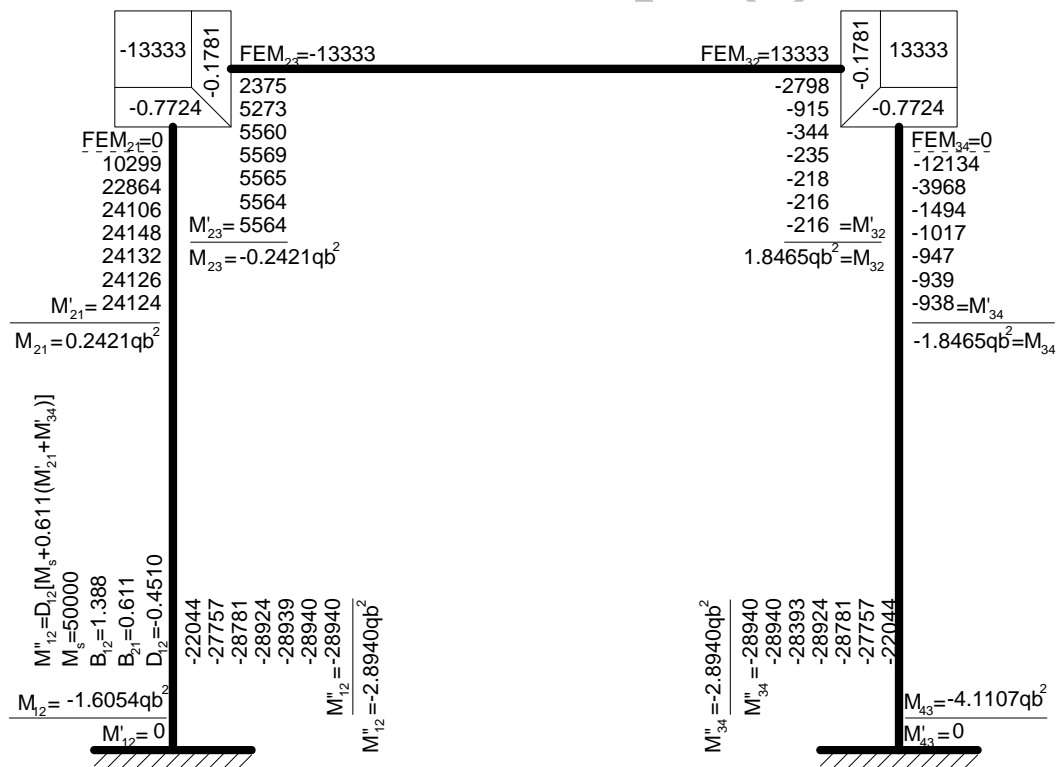 -13333
-0.1781
-0.7724
FEM₂₃=-13333
2375
5273
5560
5569
5565
5564
M'₂₃= 5564
M₂₃=-0.2421qb²
FEM₃₂=13333
-2798
-915
-344
-235
-218
-216
-216 =M'₃₂
1.8465qb²=M₃₂
-0.1781
13333
-0.7724
FEM₂₁=0
10299
22864
24106
24148
24132
24126
M'₂₁= 24124
M₂₁=0.2421qb²
FEM₃₄=0
-12134
-3968
-1494
-1017
-947
-939
-938=M'₃₄
-1.8465qb²=M₃₄
M''₁₂=D₁₂[Mₛ+0.611(M'₂₁+M'₃₄)]
Mₛ=50000
B₁₂=1.388
B₂₁=0.611
D₁₂=-0.4510
-22044
-27757
-28781
-28924
-28939
-28940
M''₁₂ =-28940
M''₁₂=-2.8940qb²
M''₃₄ =-2.8940qb²
M''₃₄ =-28940
-28940
-28393
-28924
-28781
-27757
-22044
M₁₂= -1.6054qb²
M'₁₂= 0
M₄₃=-4.1107qb²
M'₄₃= 0